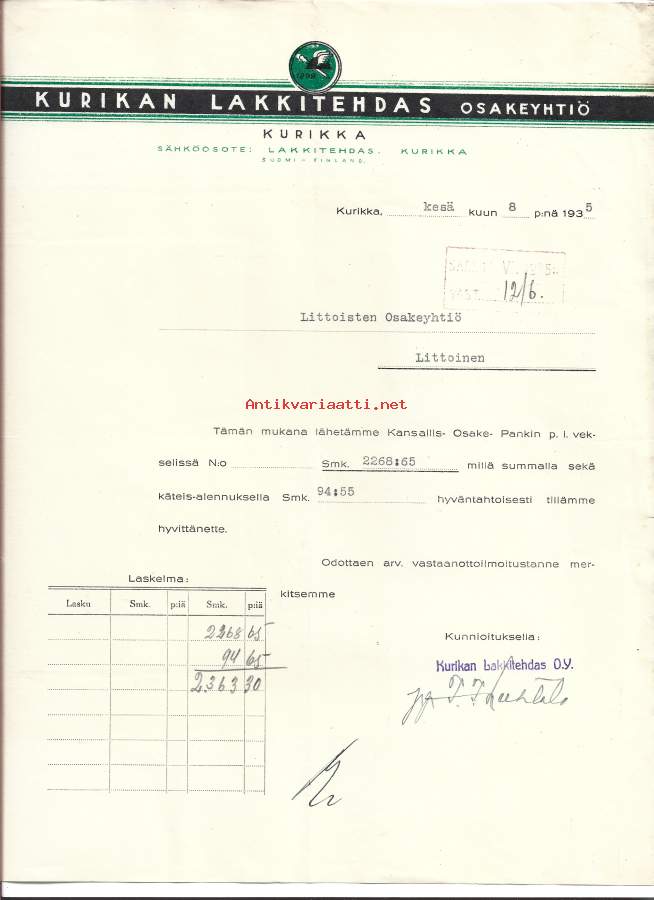 KURIKAN LAKKITEHDAS OSAKEYHTIÖ
KURIKKA
SÄHKÖOSOTE: LAKKITEHDAS. KURIKKA
SUOMI - FINLAND.
Kurikka, kesä kuun 8 p:nä 1935
12/6.
Littoisten Osakeyhtiö
Littoinen
Antikvariaatti.net
Tämän mukana lähetämme Kansallis- Osake- Pankin p. l. vek-
selissä N:o Smk. 2268:65 millä summalla sekä
käteis-alennuksella Smk. 94:55 hyväntahtoisesti tillämme
hyvittänette.
Odottaen arv. vastaanottoilmoitustanne mer-
kitsemme
Laskelma:
Lasku Smk. p:iä Smk. p:iä
2268 65
94 65
2363 30
Kunnioituksella:
Kurikan Lakkitehdas O.Y.